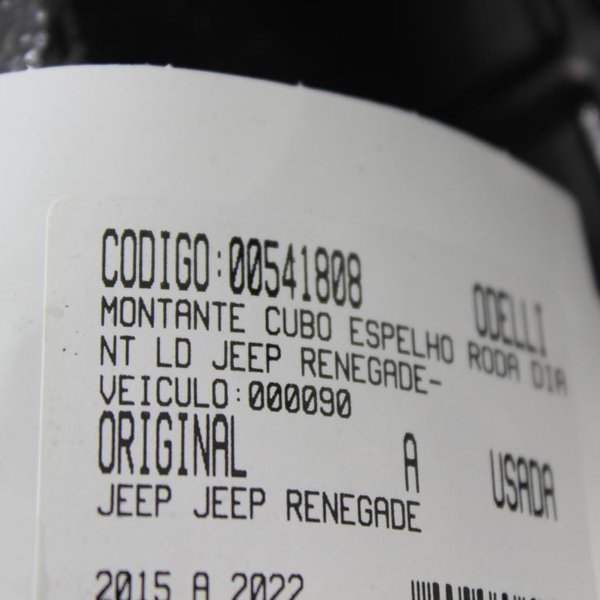 CODIGO:00541808 ODELLI
MONTANTE CUBO ESPELHO RODA DIA
NT LD JEEP RENEGADE-
VEICULO:000090
ORIGINAL A USADA
JEEP JEEP RENEGADE
2015 A 2022